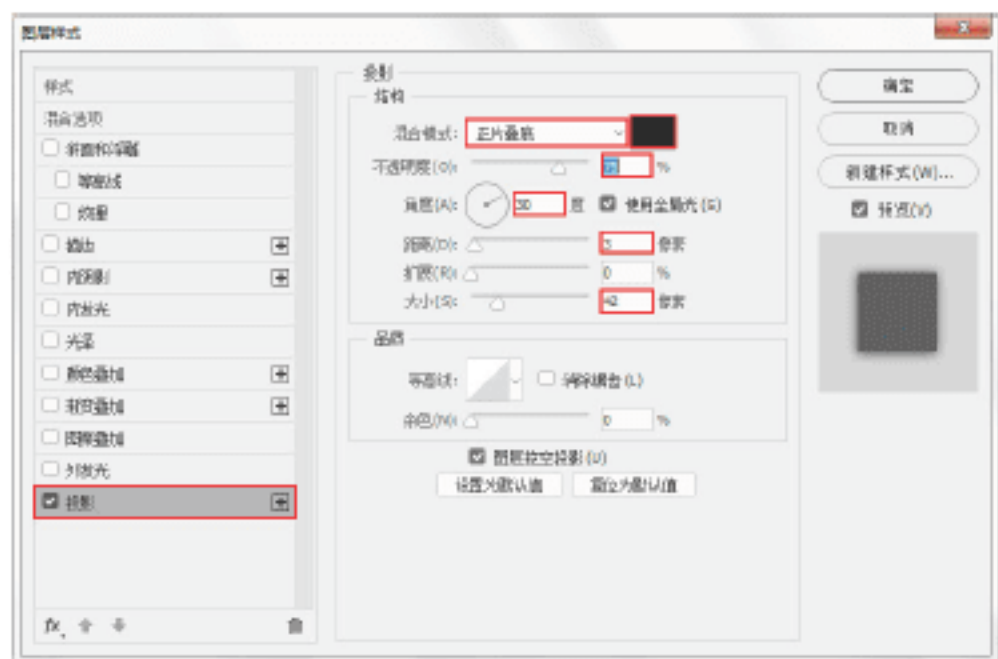 图层样式
样式
混合选项
斜面和浮雕
等高线
纹理
描边
内阴影
内发光
光泽
颜色叠加
渐变叠加
图案叠加
外发光
投影
fx
投影
结构
混合模式: 正片叠底
不透明度(O): 75 %
角度(A): 30 度 使用全局光(G)
距离(D): 3 像素
扩展(R): 0 %
大小(S): 42 像素
品质
等高线: 消除锯齿(L)
杂色(N): 0 %
图层挖空投影(U)
设置为默认值 复位为默认值
确定
取消
新建样式(W)...
预览(V)